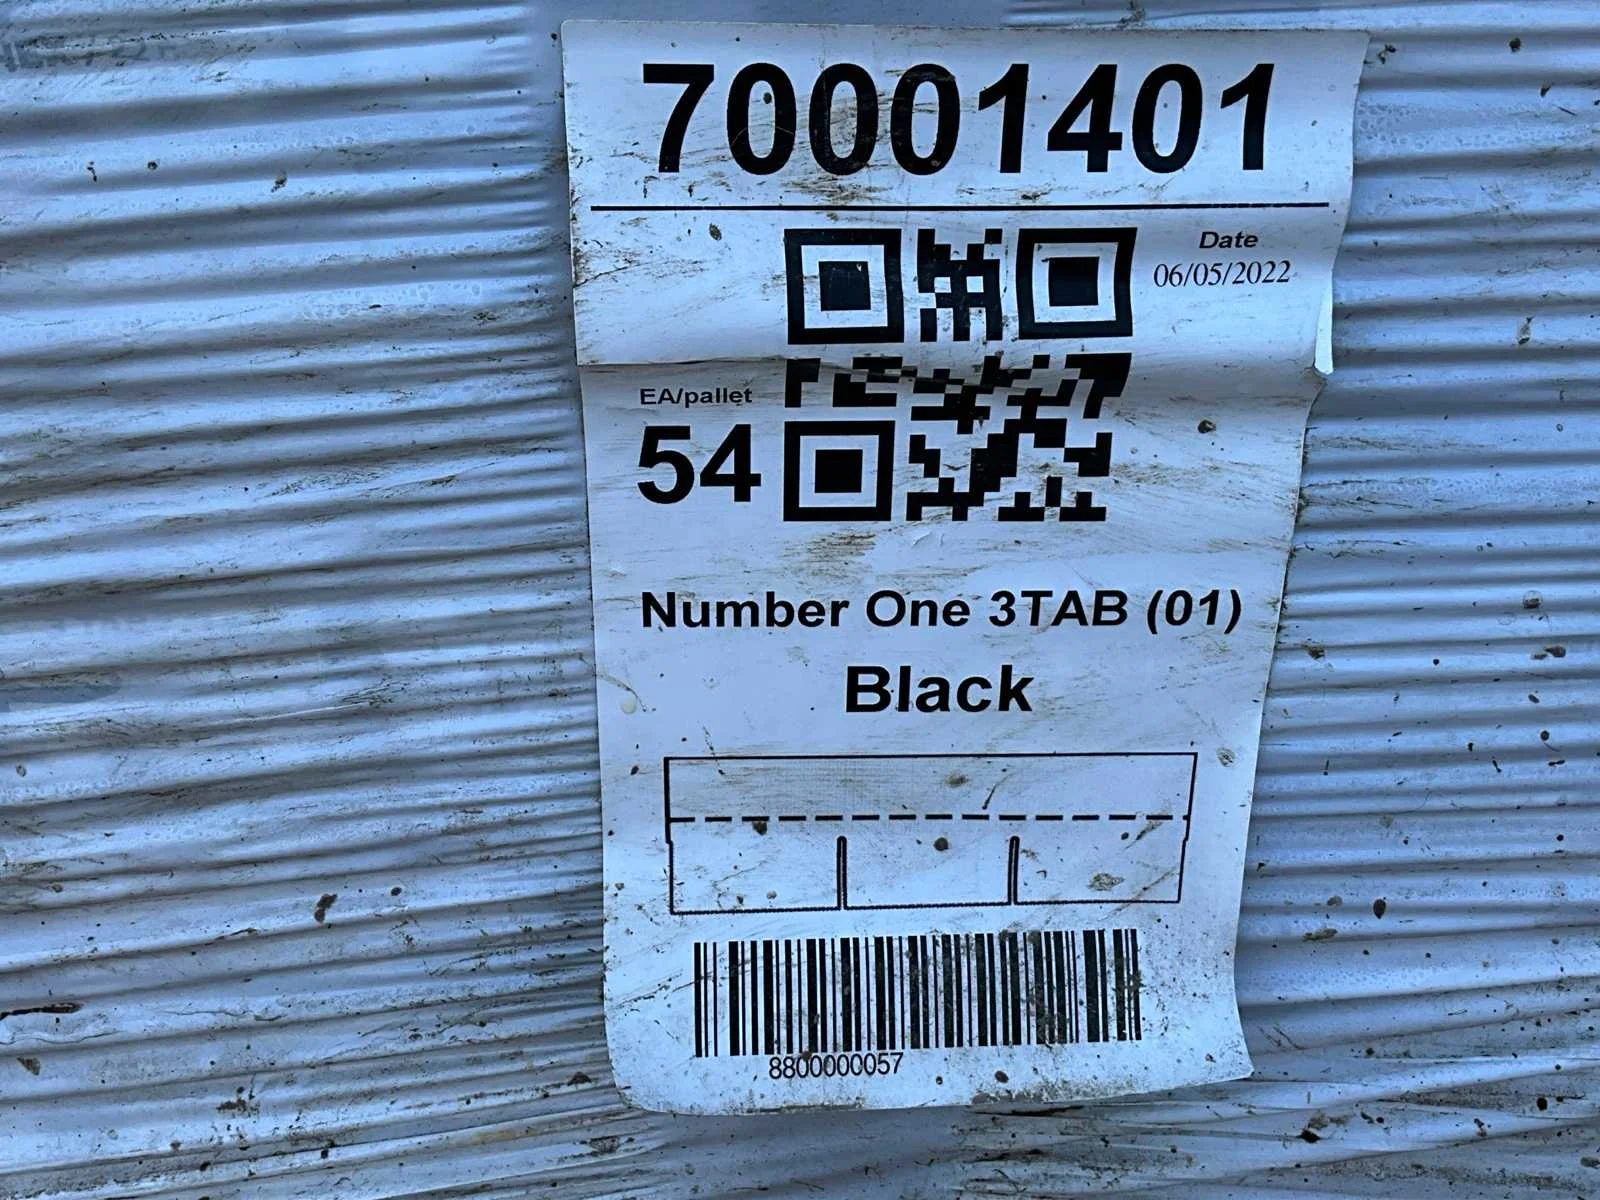 70001401
Date
06/05/2022
EA/pallet
54
Number One 3TAB (01)
Black
8800000057